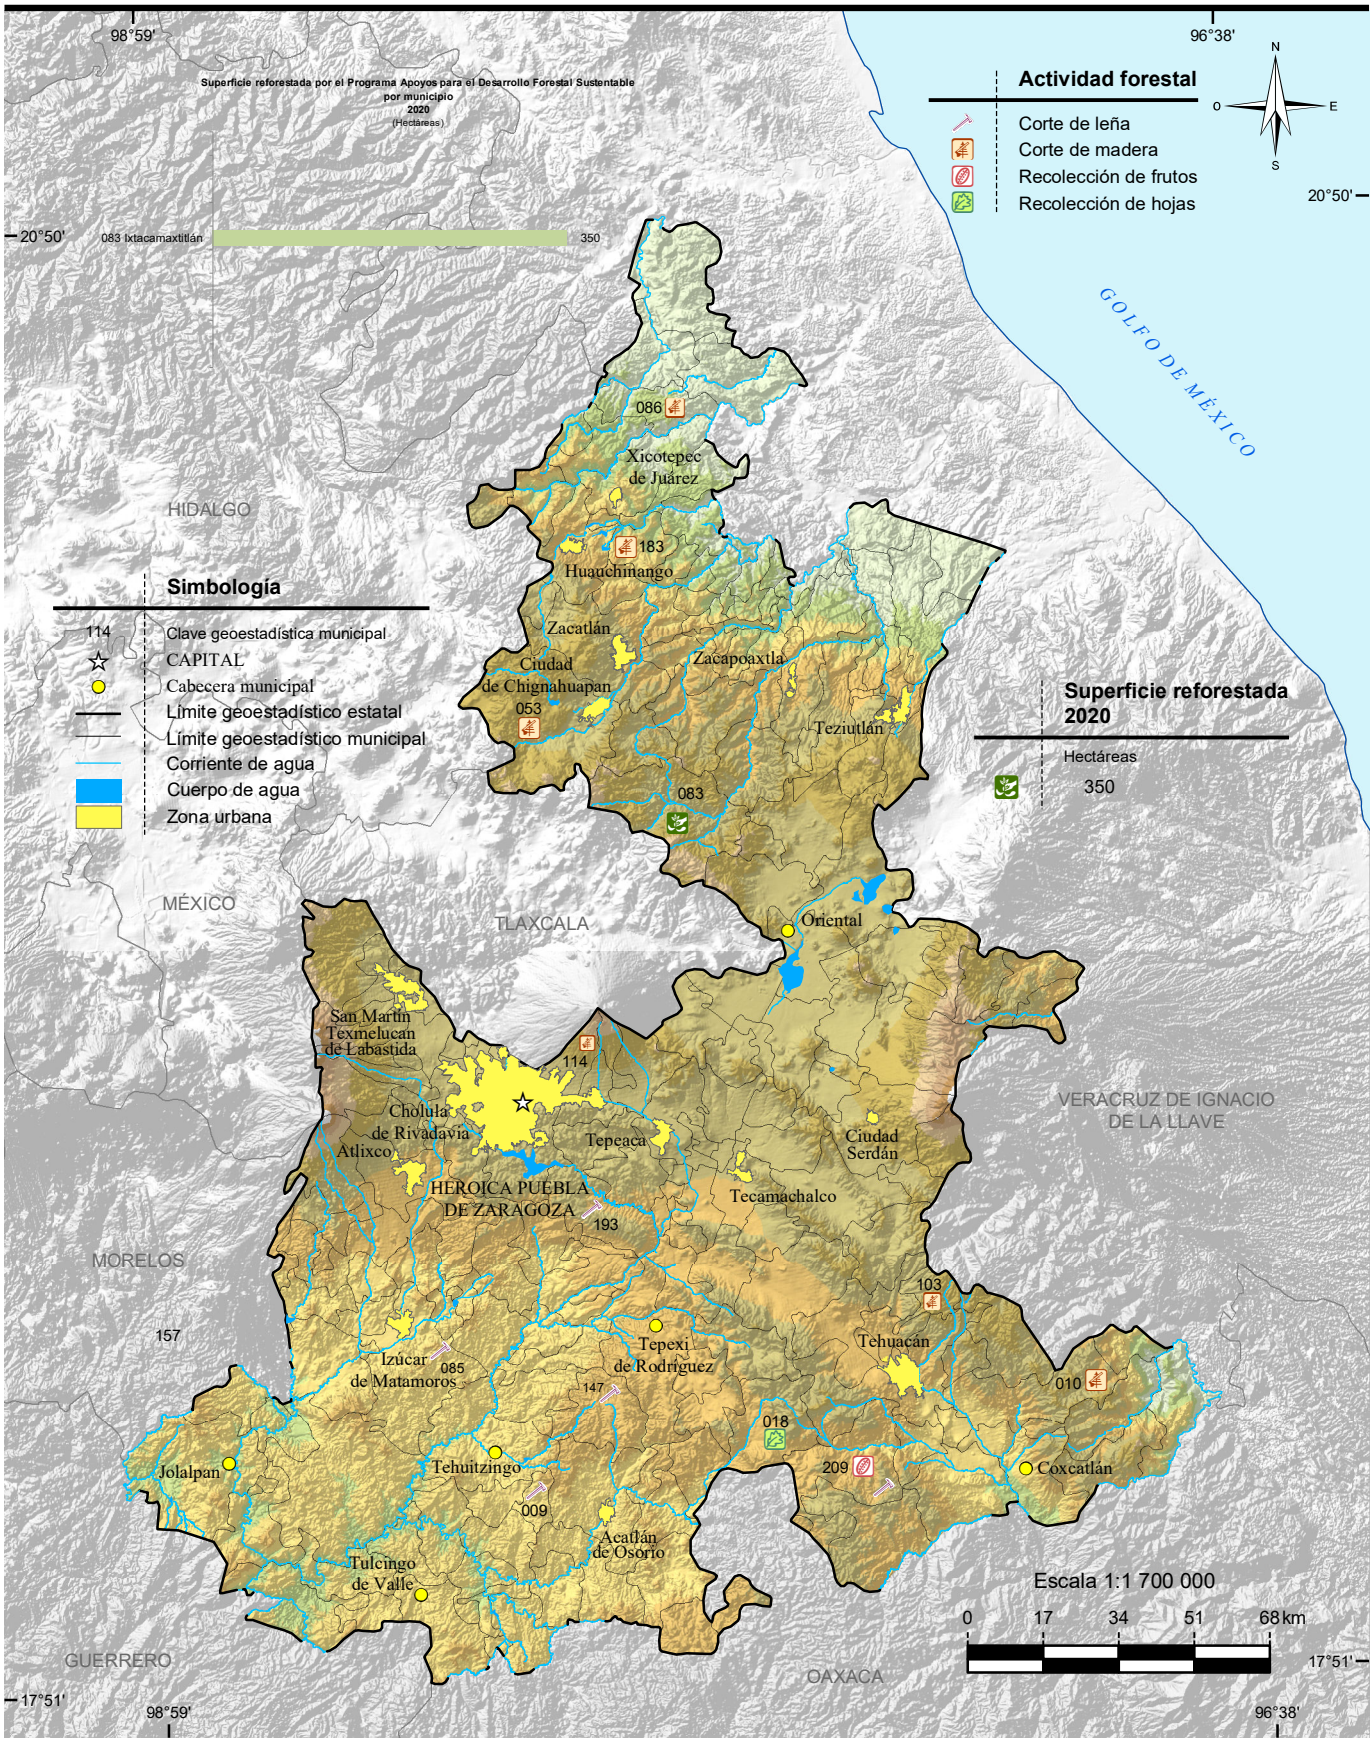 98°59'
96°38'
Superficie reforestada por el Programa Apoyos para el Desarrollo Forestal Sustentable
por municipio
2020
(Hectáreas)
Actividad forestal
Corte de leña
Corte de madera
Recolección de frutos
Recolección de hojas
N
O
E
S
20°50'
20°50'
083 Ixtacamaxtitlán
350
GOLFO DE MÉXICO
086
Xicotepec
de Juárez
HIDALGO
183
Huauchinango
Simbología
114
Clave geoestadística municipal
CAPITAL
Cabecera municipal
Límite geoestadístico estatal
Límite geoestadístico municipal
Corriente de agua
Cuerpo de agua
Zona urbana
Zacatlán
Ciudad
de Chignahuapan
053
Zacapoaxtla
Teziutlán
Superficie reforestada
2020
Hectáreas
350
083
MÉXICO
TLAXCALA
Oriental
San Martín
Texmelucan
de Labastida
114
Cholula
de Rivadavia
Atlixco
Tepeaca
Ciudad
Serdán
VERACRUZ DE IGNACIO
DE LA LLAVE
HEROICA PUEBLA
DE ZARAGOZA
193
Tecamachalco
MORELOS
103
157
Izúcar
de Matamoros
085
Tepexi
de Rodríguez
Tehuacán
147
010
018
Jolalpan
Tehuitzingo
209
Coxcatlán
009
Acatlán
de Osorio
Tulcingo
de Valle
Escala 1:1 700 000
0 17 34 51 68 km
GUERRERO
OAXACA
17°51'
17°51'
98°59'
96°38'